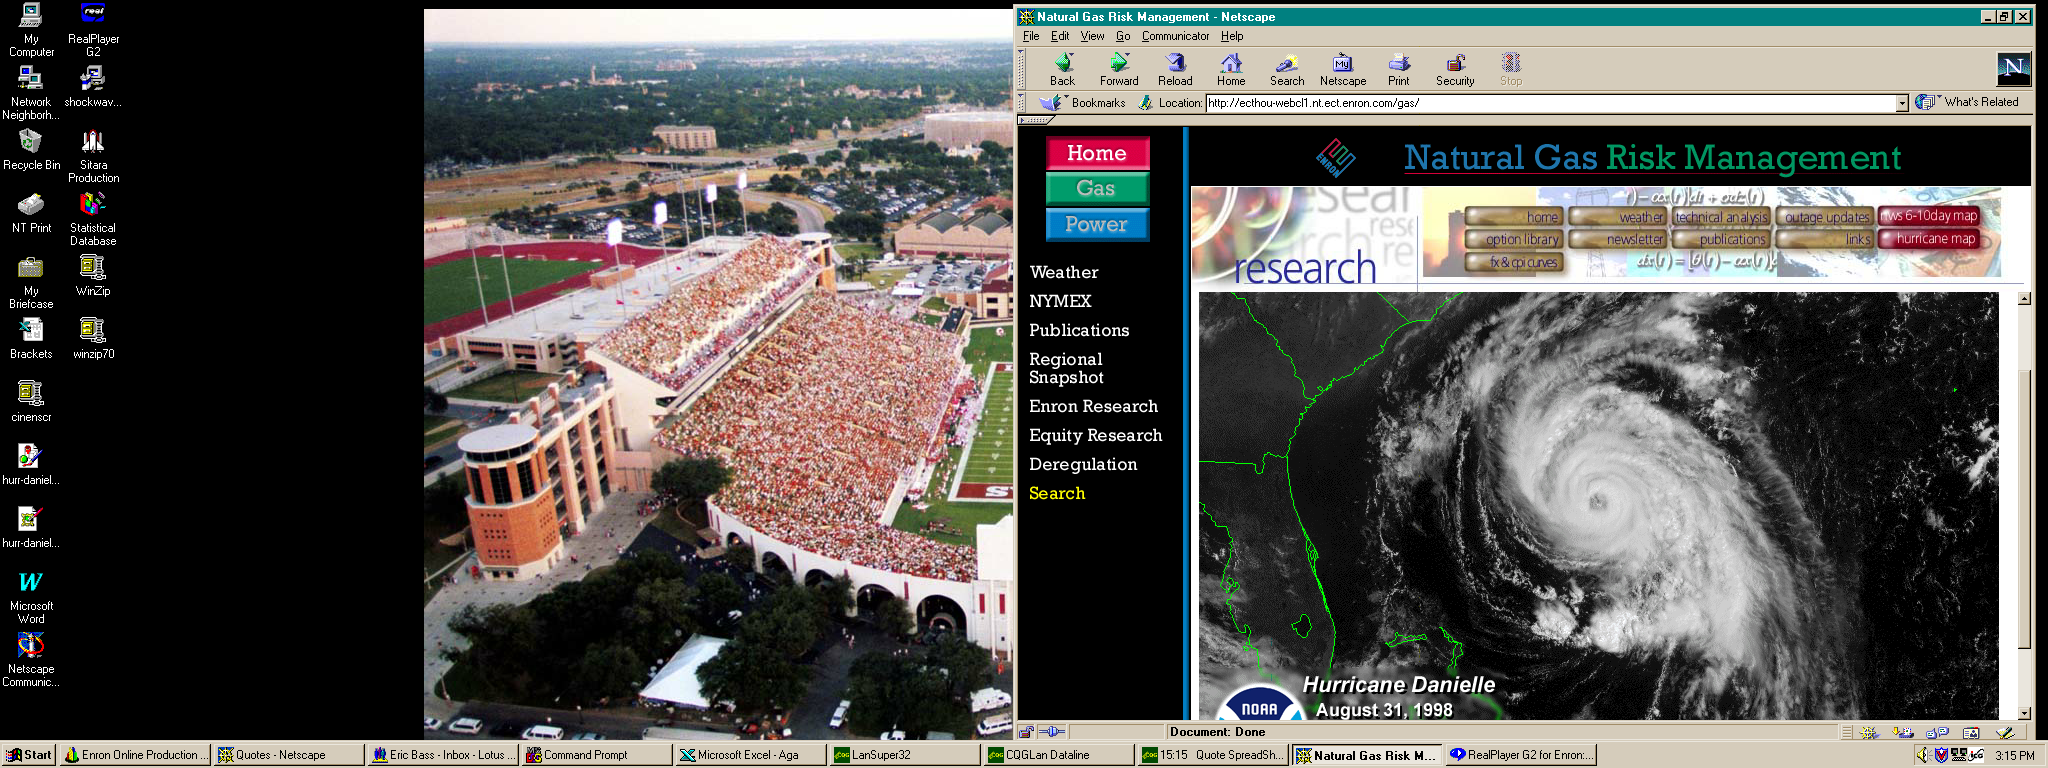 My
Computer
RealPlayer
G2
Network
Neighborh...
shockwav...
Recycle Bin
Sitara
Production
NT Print
Statistical
Database
My
Briefcase
WinZip
Brackets
winzip70
cinenscr
hurr-daniel...
hurr-daniel...
Microsoft
Word
Netscape
Communic...
Natural Gas Risk Management - Netscape
File Edit View Go Communicator Help
Back Forward Reload Home Search Netscape Print Security Stop
Bookmarks Location: http://ecthou-webcl1.nt.ect.enron.com/gas/ What's Related
Home
Gas
Power
Weather
NYMEX
Publications
Regional
Snapshot
Enron Research
Equity Research
Deregulation
Search
ENRON
Natural Gas Risk Management
research
home weather technical analysis outage updates nws 6-10day map
option library newsletter publications links hurricane map
fx & cpi curves
Hurricane Danielle
August 31, 1998
NOAA
Document: Done
Start Enron Online Production ... Quotes - Netscape Eric Bass - Inbox - Lotus ... Command Prompt Microsoft Excel - Aga LanSuper32 CQGLan Dataline 15:15 Quote SpreadSh... Natural Gas Risk M... RealPlayer G2 for Enron:... 3:15 PM